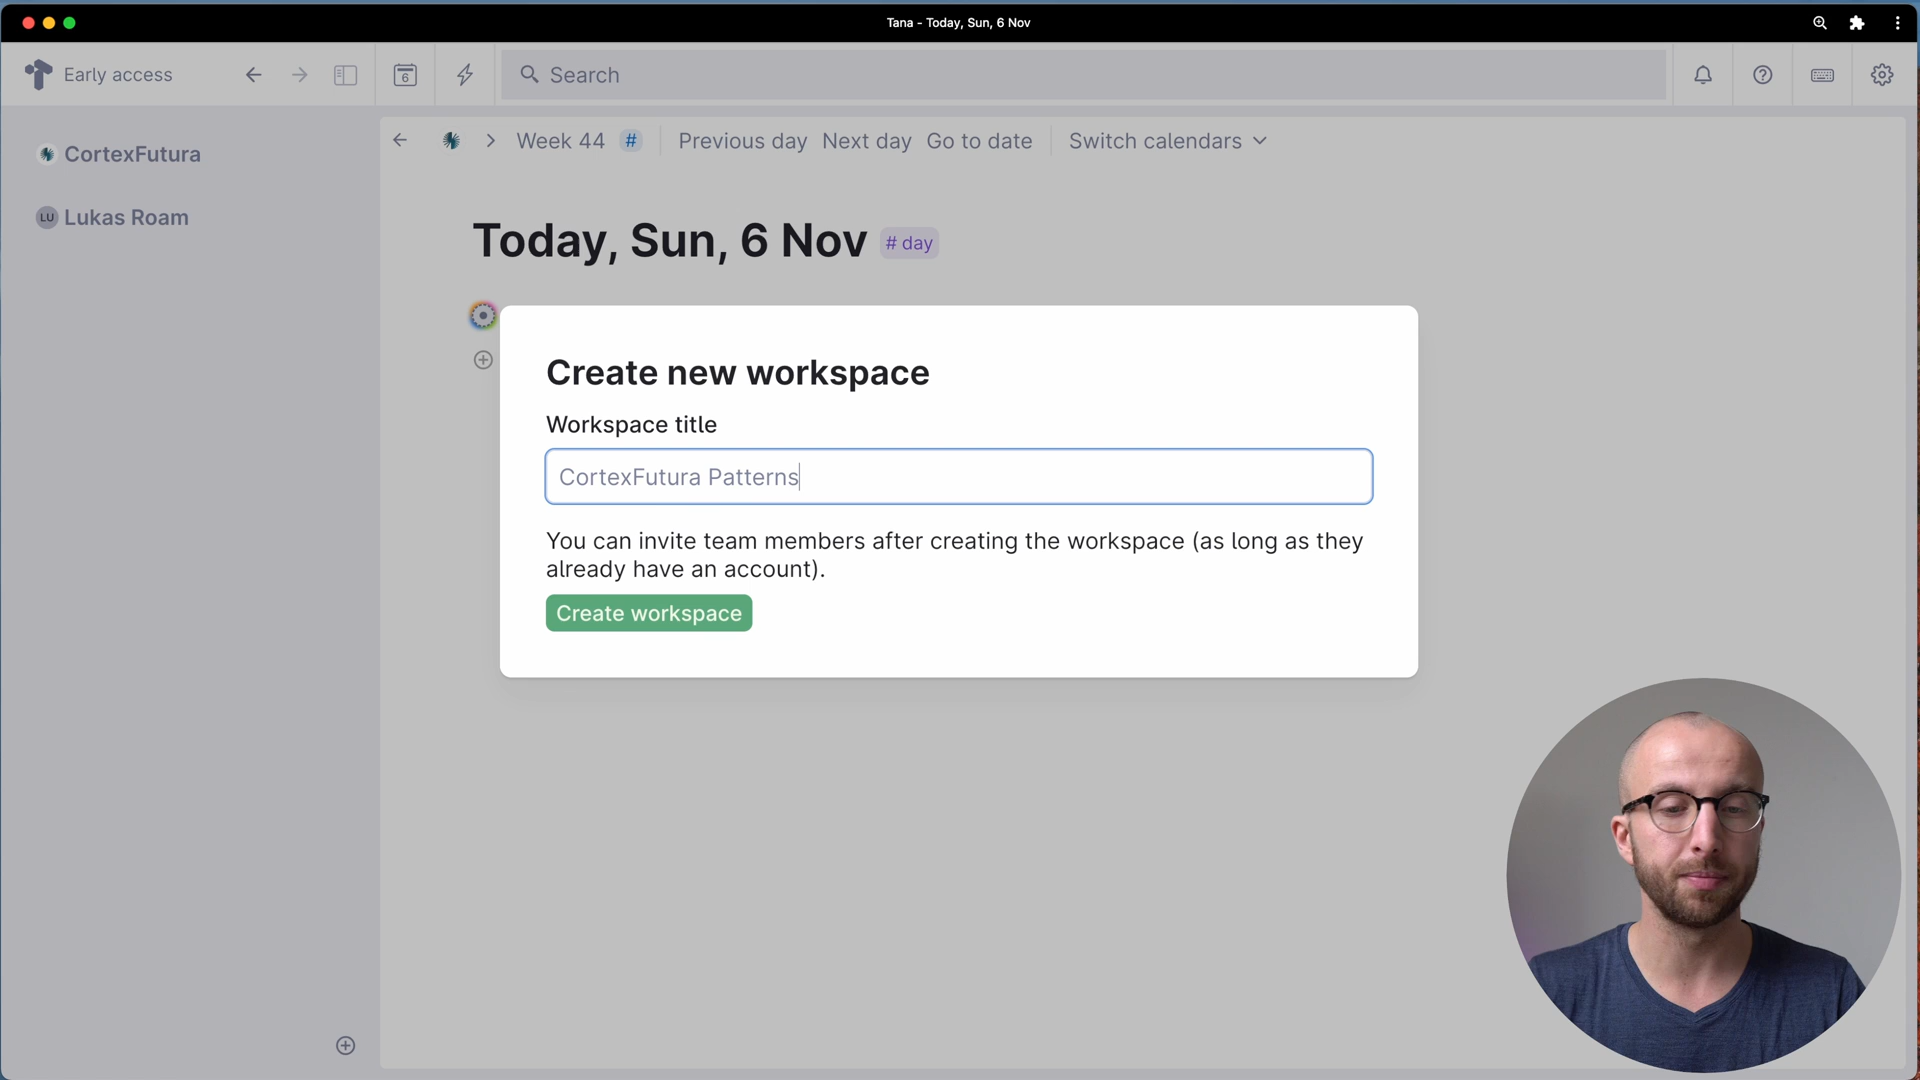 Tana - Today, Sun, 6 Nov
Early access
6
Search
CortexFutura
LU Lukas Roam
Week 44 #
Previous day Next day Go to date
Switch calendars
Today, Sun, 6 Nov # day
Create new workspace
Workspace title
CortexFutura Patterns
You can invite team members after creating the workspace (as long as they
already have an account).
Create workspace